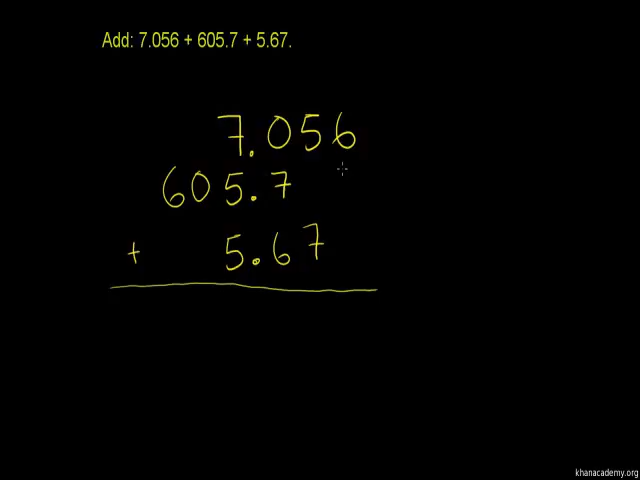 Add: 7.056 + 605.7 + 5.67.
7.056
605.7
+ 5.67
khanacademy.org